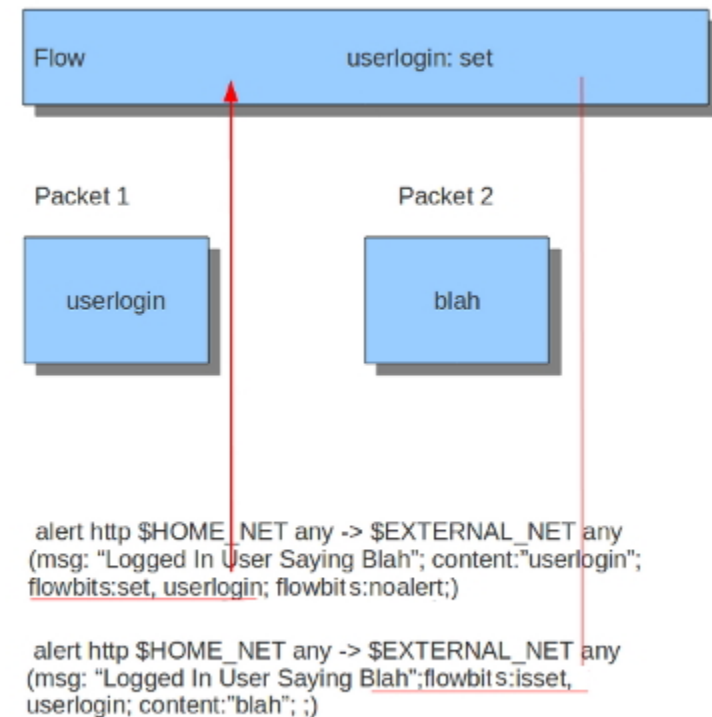 Flow userlogin: set
Packet 1 Packet 2
userlogin blah
alert http $HOME_NET any -> $EXTERNAL_NET any
(msg: “Logged In User Saying Blah”; content:”userlogin”;
flowbits:set, userlogin; flowbits:noalert;)
alert http $HOME_NET any -> $EXTERNAL_NET any
(msg: “Logged In User Saying Blah”;flowbits:isset,
userlogin; content:”blah”; ;)